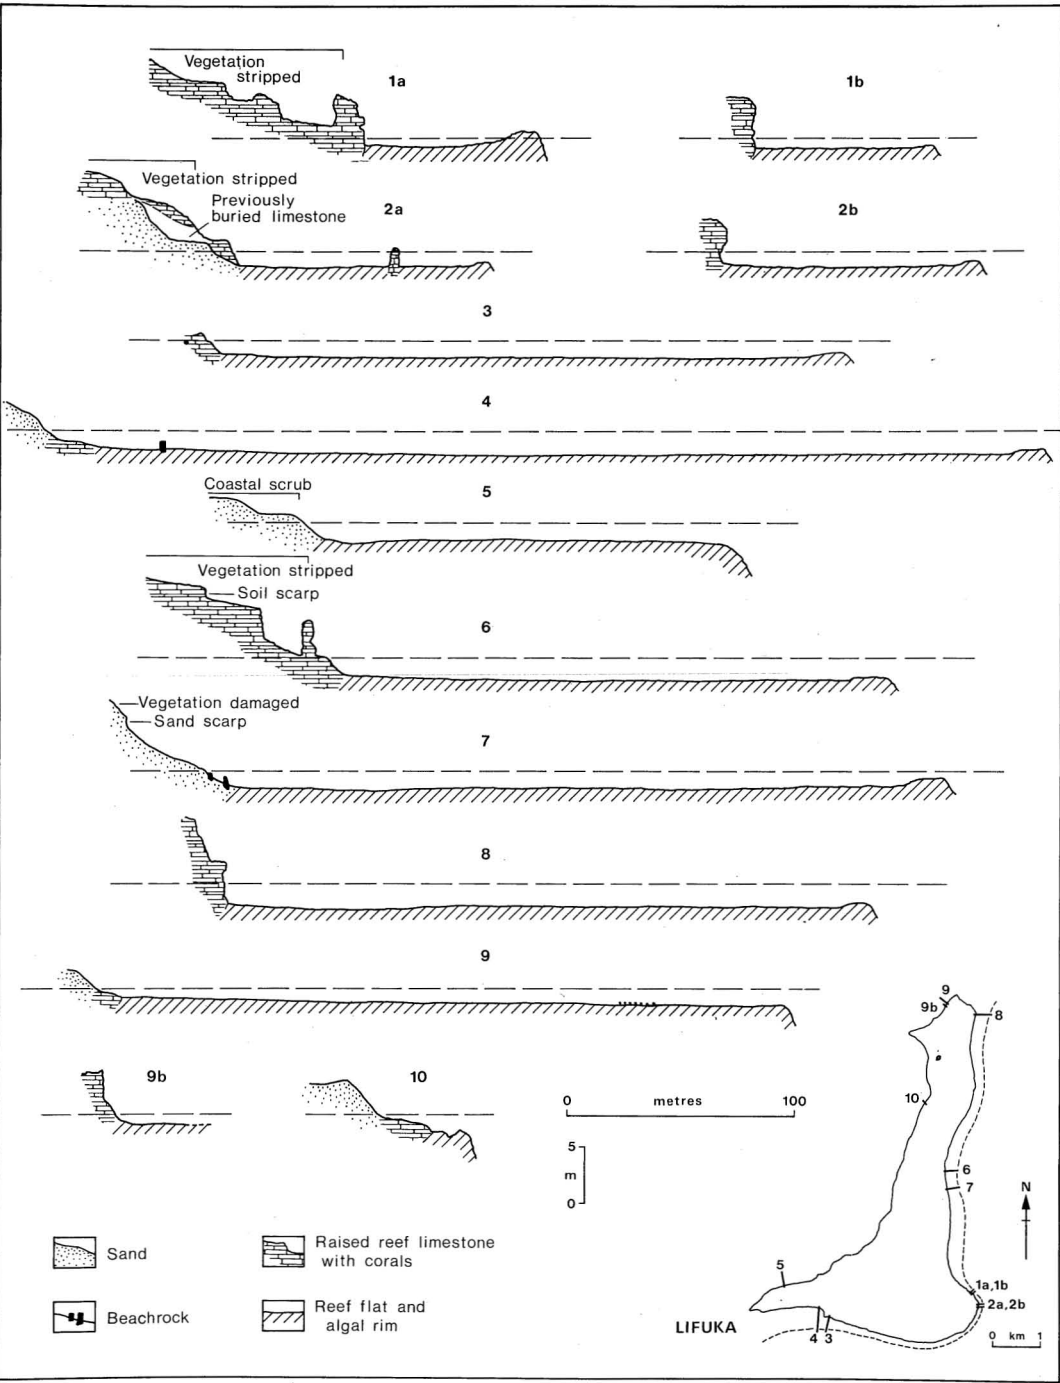 Vegetation
stripped
1a
1b
Vegetation stripped
Previously
buried limestone
2a
2b
3
4
Coastal scrub
5
Vegetation stripped
Soil scarp
6
Vegetation damaged
Sand scarp
7
8
9
9b
10
0 metres 100
5
m
0
Sand
Raised reef limestone
with corals
Beachrock
Reef flat and
algal rim
9
9b
8
10
6
7
N
5
1a,1b
2a,2b
4 3
LIFUKA
0 km 1